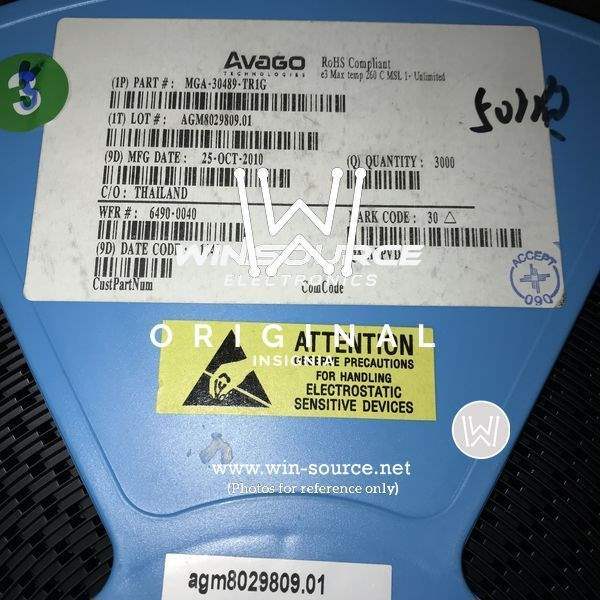 AVAGO
TECHNOLOGIES
RoHS Compliant
e3 Max temp 260 C MSL 1- Unlimited
3
(1P) PART # : MGA-30489-TR1G
(1T) LOT # : AGM8029809.01
(9D) MFG DATE : 25-OCT-2010
(Q) QUANTITY : 3000
C/O : THAILAND
WFR # : 6490-0040
MARK CODE : 30 △
(9D) DATE CODE
PVD
WIN SOURCE
ELECTRONICS
CustPartNum
ComCode
ACCEPT
090
ORIGINAL
INSIGNIA
ATTENTION
OBSERVE PRECAUTIONS
FOR HANDLING
ELECTROSTATIC
SENSITIVE DEVICES
W
www.win-source.net
(Photos for reference only)
agm8029809.01